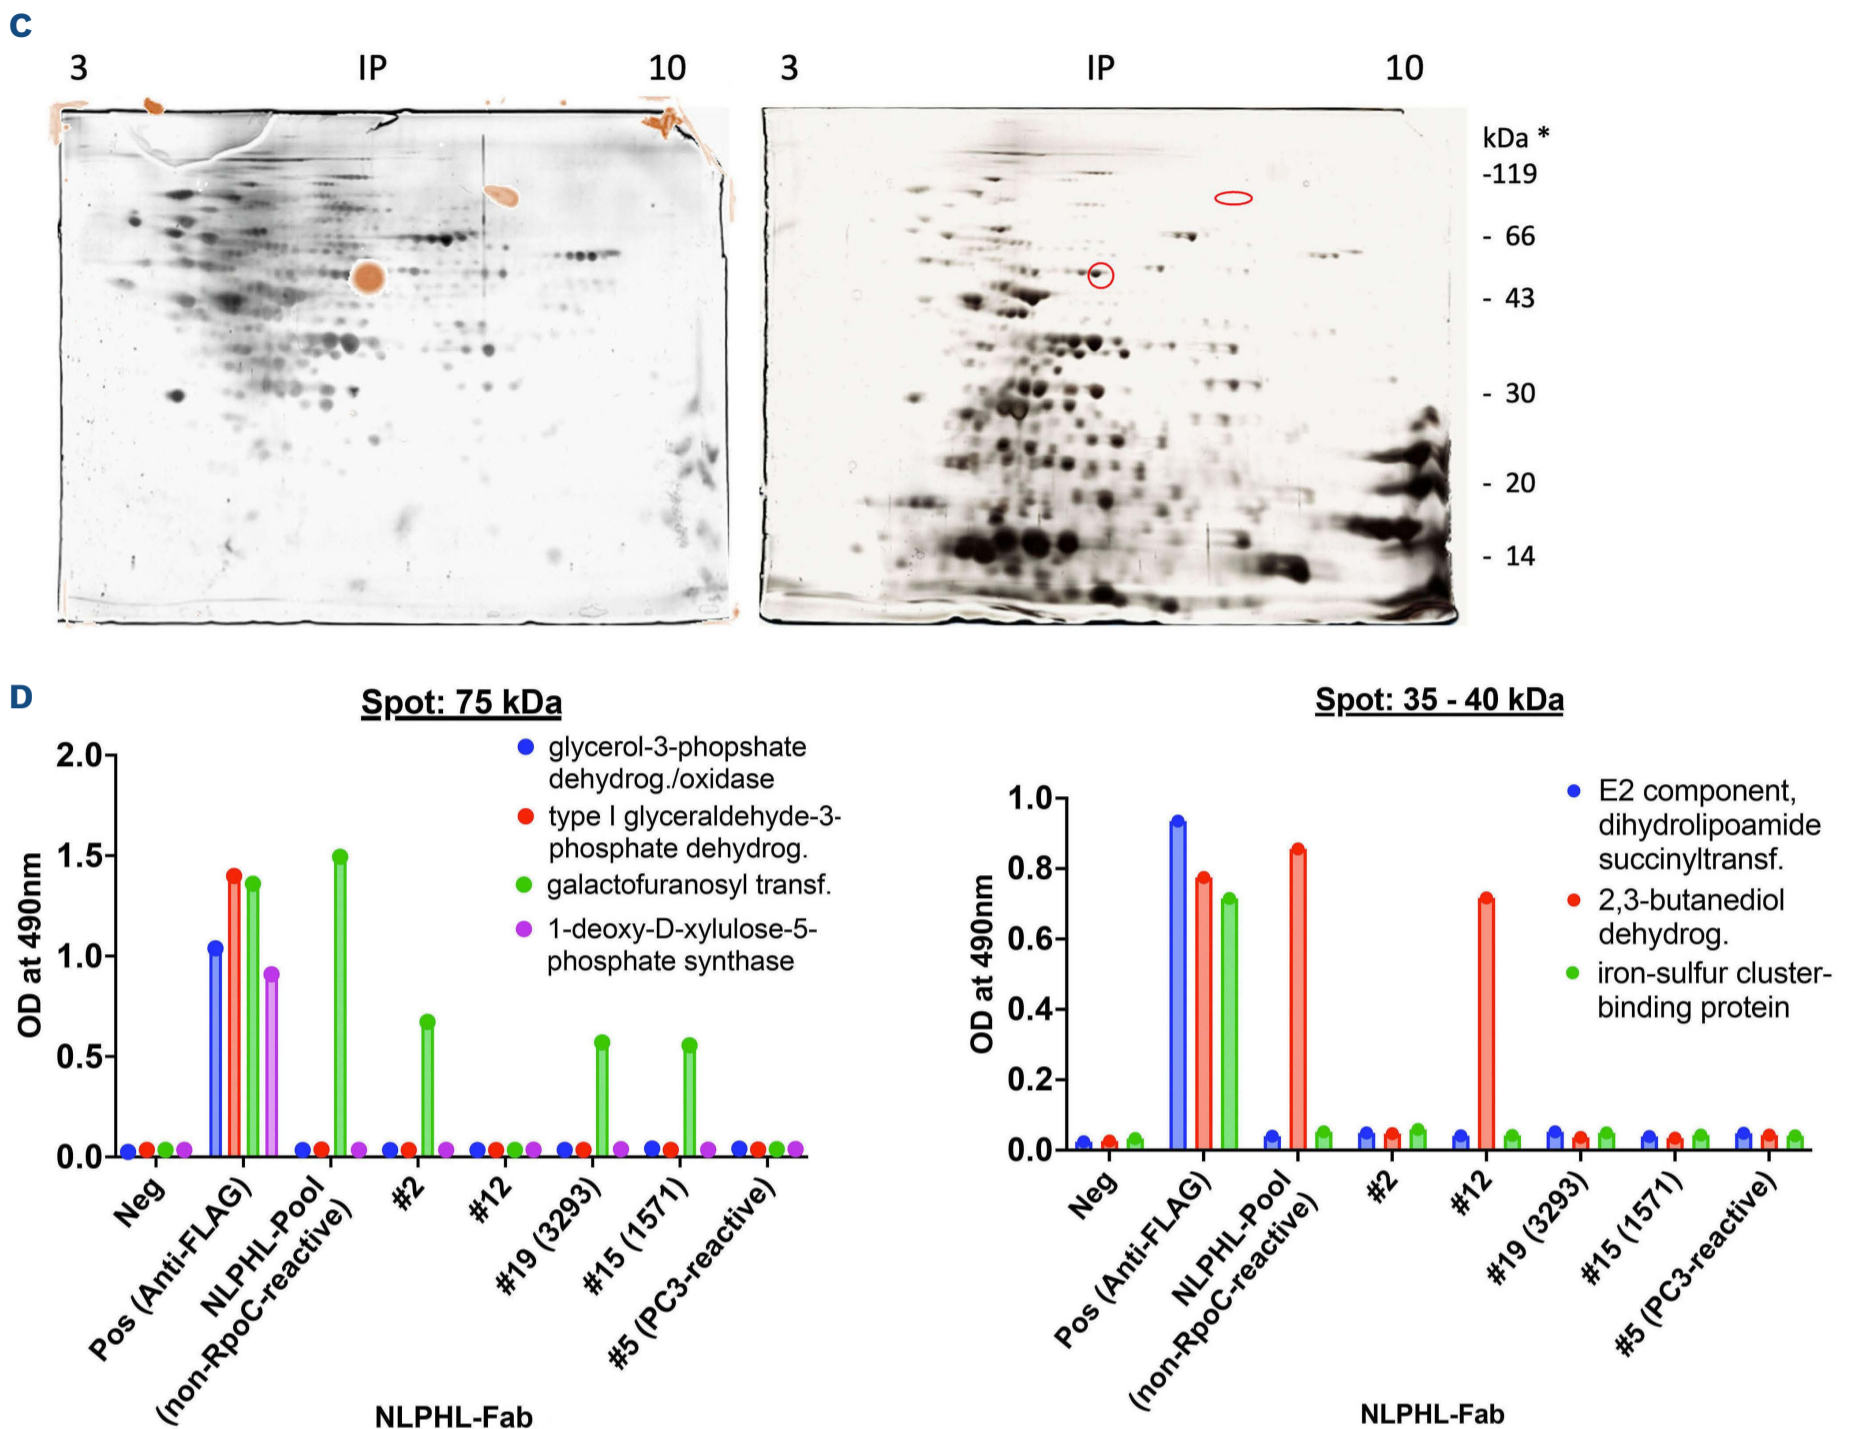 C
3 IP 10
3 IP 10
kDa *
-119
- 66
- 43
- 30
- 20
- 14
D
Spot: 75 kDa
glycerol-3-phopshate
dehydrog./oxidase
type I glyceraldehyde-3-
phosphate dehydrog.
galactofuranosyl transf.
1-deoxy-D-xylulose-5-
phosphate synthase
OD at 490nm
2.0
1.5
1.0
0.5
0.0
Neg
Pos (Anti-FLAG)
NLPHL-Pool
(non-RpoC-reactive)
#2
#12
#19 (3293)
#15 (1571)
#5 (PC3-reactive)
NLPHL-Fab
Spot: 35 - 40 kDa
E2 component,
dihydrolipoamide
succinyltransf.
2,3-butanediol
dehydrog.
iron-sulfur cluster-
binding protein
OD at 490nm
1.0
0.8
0.6
0.4
0.2
0.0
Neg
Pos (Anti-FLAG)
NLPHL-Pool
(non-RpoC-reactive)
#2
#12
#19 (3293)
#15 (1571)
#5 (PC3-reactive)
NLPHL-Fab